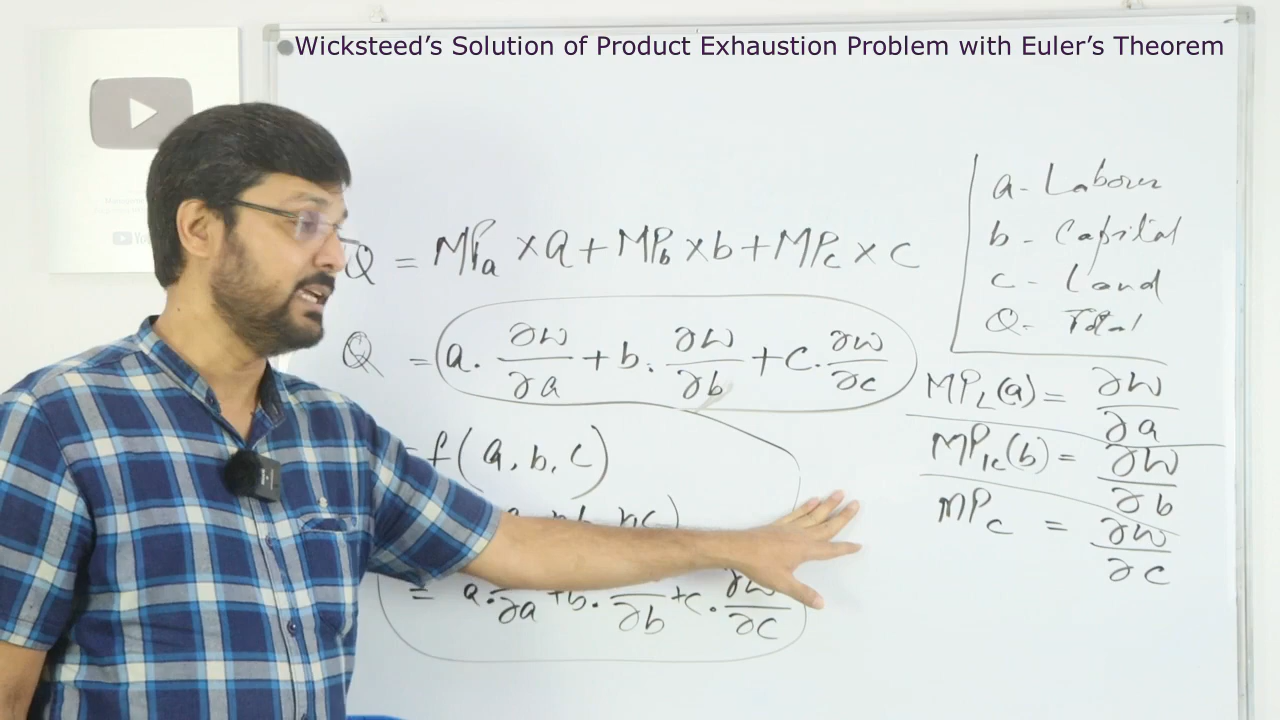 Wicksteed’s Solution of Product Exhaustion Problem with Euler’s Theorem
a - Labour
b - Capital
c - Land
Q - Total
Q = MPa × a + MPb × b + MPc × c
Q = a. ∂w/∂a + b. ∂w/∂b + c. ∂w/∂c
MPL(a) = ∂w/∂a
MPk(b) = ∂w/∂b
MPc = ∂w/∂c
= f(a, b, c)
nc)
= a. /∂a + b. /∂b + c. ∂w/∂c